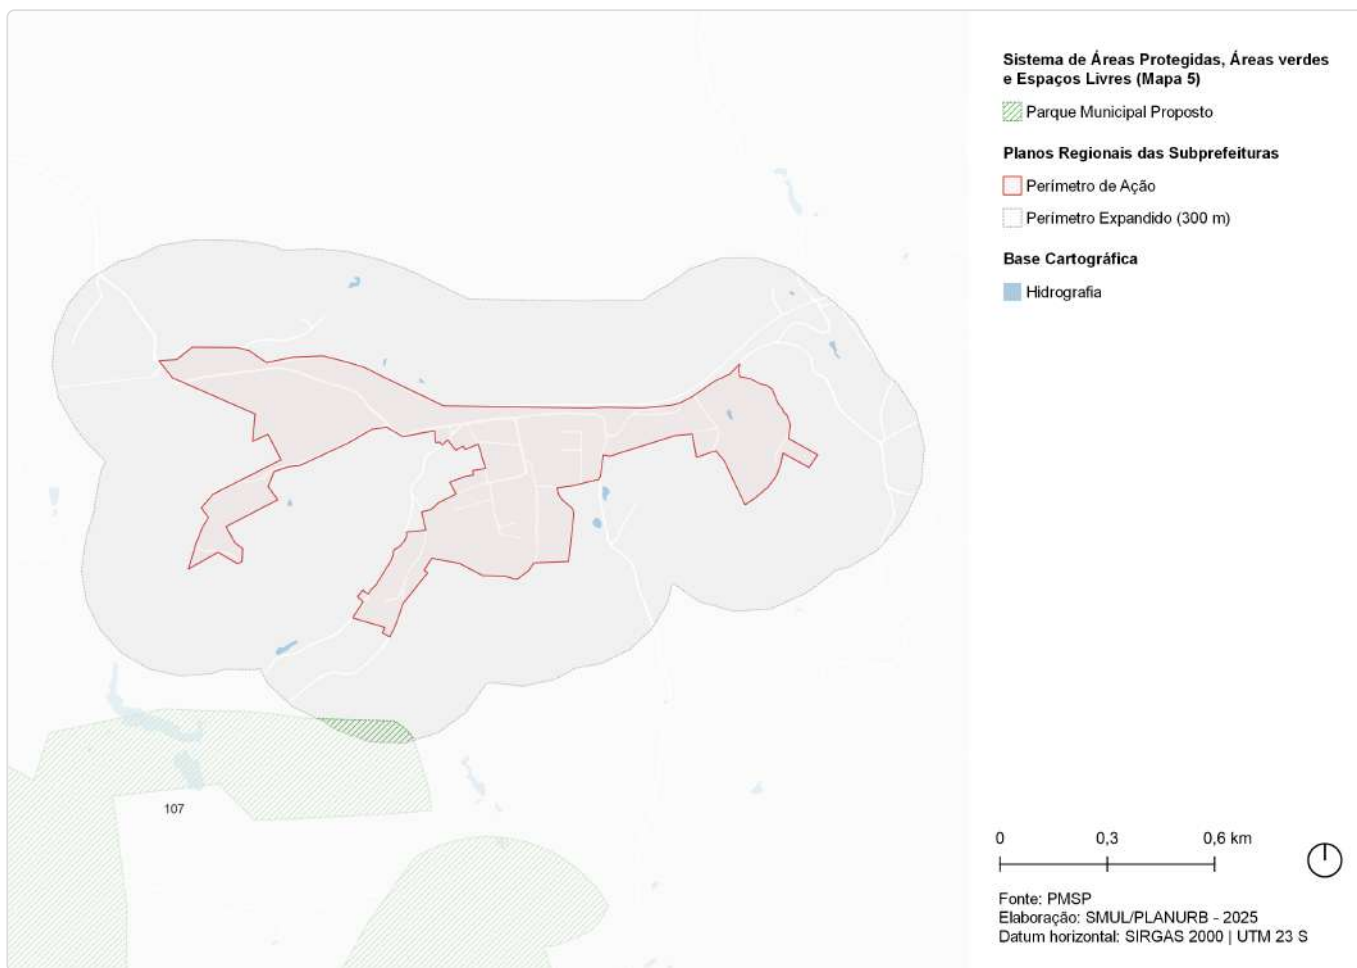 Sistema de Áreas Protegidas, Áreas verdes
e Espaços Livres (Mapa 5)
Parque Municipal Proposto
Planos Regionais das Subprefeituras
Perímetro de Ação
Perímetro Expandido (300 m)
Base Cartográfica
Hidrografia
107
0 0,3 0,6 km
Fonte: PMSP
Elaboração: SMUL/PLANURB - 2025
Datum horizontal: SIRGAS 2000 | UTM 23 S